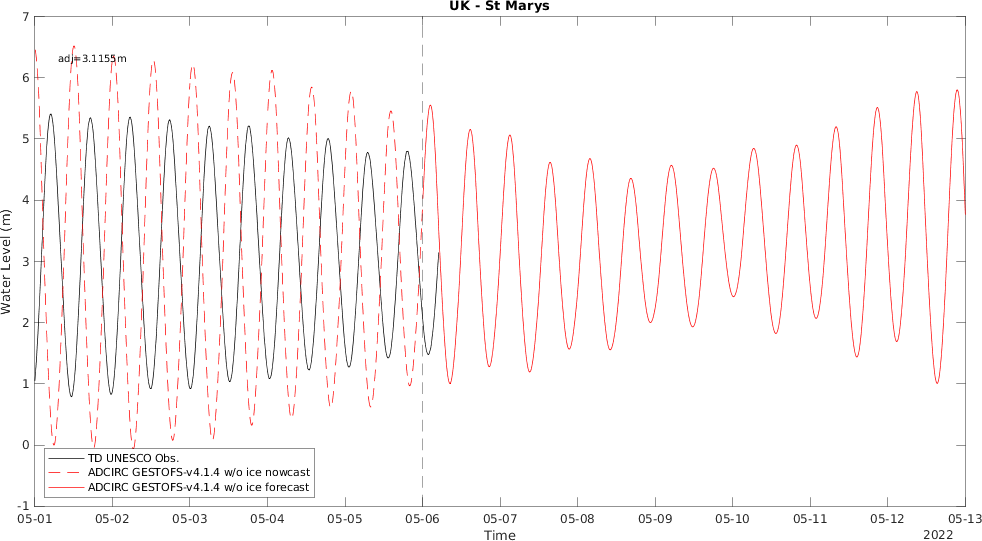 UK - St Marys
7
6
5
4
3
2
1
0
-1
Water Level (m)
adj=3.1155m
TD UNESCO Obs.
ADCIRC GESTOFS-v4.1.4 w/o ice nowcast
ADCIRC GESTOFS-v4.1.4 w/o ice forecast
05-01 05-02 05-03 05-04 05-05 05-06 05-07 05-08 05-09 05-10 05-11 05-12 05-13
Time
2022